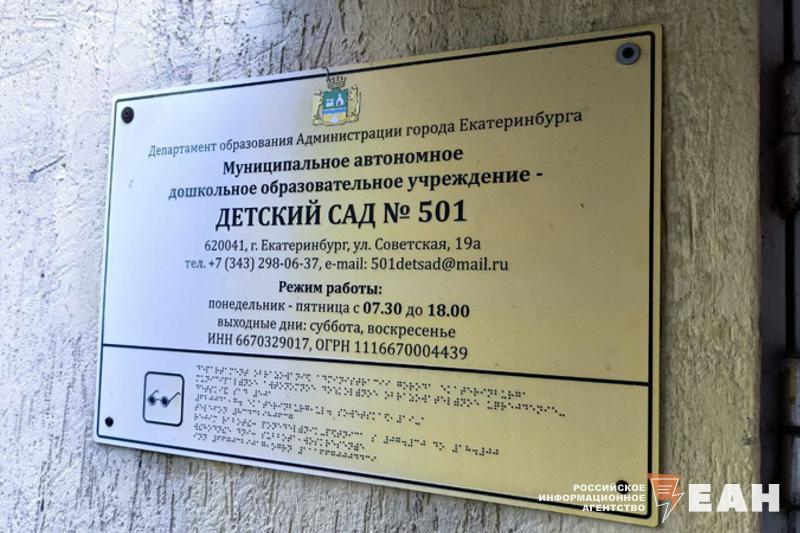 Департамент образования Администрации города Екатеринбурга
Муниципальное автономное
дошкольное образовательное учреждение -
ДЕТСКИЙ САД № 501
620041, г. Екатеринбург, ул. Советская, 19а
тел. +7 (343) 298-06-37, e-mail: 501detsad@mail.ru
Режим работы:
понедельник - пятница с 07.30 до 18.00
выходные дни: суббота, воскресенье
ИНН 6670329017, ОГРН 1116670004439
РОССИЙСКОЕ
ИНФОРМАЦИОННОЕ
АГЕНТСТВО
ЕАН